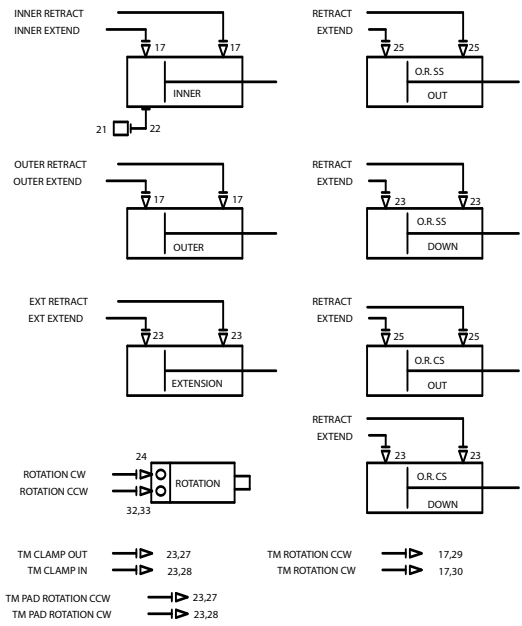 INNER RETRACT
INNER EXTEND
17 17
INNER
21 22
RETRACT
EXTEND
25 25
O.R. SS
OUT
OUTER RETRACT
OUTER EXTEND
17 17
OUTER
RETRACT
EXTEND
23 23
O.R. SS
DOWN
EXT RETRACT
EXT EXTEND
23 23
EXTENSION
RETRACT
EXTEND
25 25
O.R. CS
OUT
RETRACT
EXTEND
23 23
O.R. CS
DOWN
24
ROTATION CW
ROTATION CCW
ROTATION
32,33
TM CLAMP OUT 23,27
TM CLAMP IN 23,28
TM ROTATION CCW 17,29
TM ROTATION CW 17,30
TM PAD ROTATION CCW 23,27
TM PAD ROTATION CW 23,28